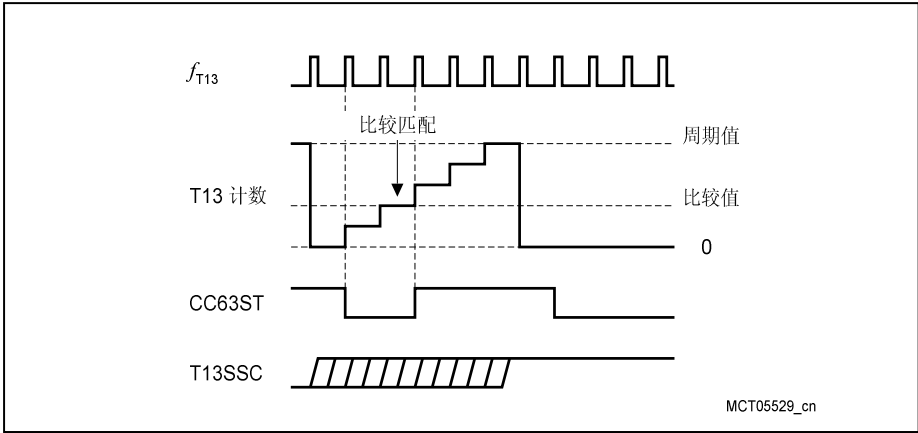 fT13
比较匹配
周期值
T13 计数
比较值
0
CC63ST
T13SSC
MCT05529_cn